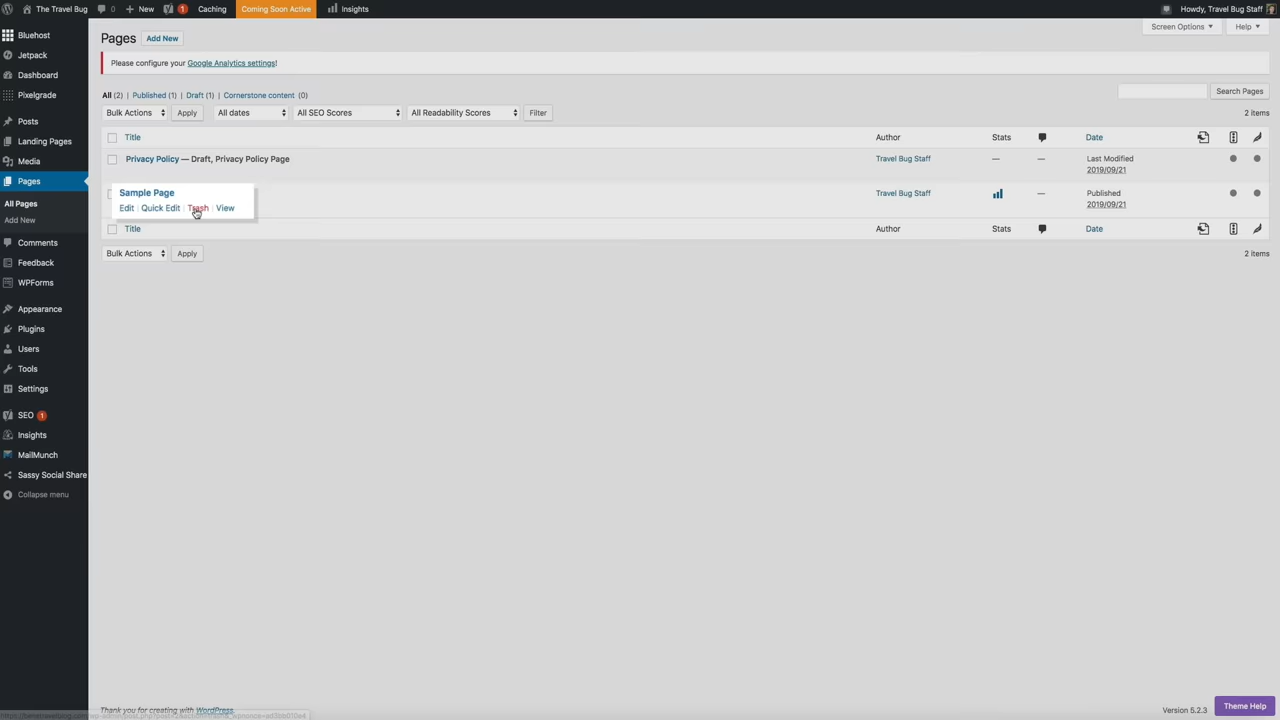 The Travel Bug 0 New 1 Caching Coming Soon Active Insights Howdy, Travel Bug Staff
Screen Options Help
Bluehost
Jetpack
Dashboard
Pixelgrade
Posts
Landing Pages
Media
Pages
All Pages
Add New
Comments
Feedback
WPForms
Appearance
Plugins
Users
Tools
Settings
SEO 1
Insights
MailMunch
Sassy Social Share
Collapse menu
Pages Add New
Please configure your Google Analytics settings!
All (2) | Published (1) | Draft (1) | Cornerstone content (0)
Search Pages
Bulk Actions Apply All dates All SEO Scores All Readability Scores Filter 2 items
Title Author Stats Date
Privacy Policy — Draft, Privacy Policy Page Travel Bug Staff — — Last Modified
2019/09/21
Sample Page Travel Bug Staff — Published
Edit | Quick Edit | Trash | View 2019/09/21
Title Author Stats Date
Bulk Actions Apply 2 items
Thank you for creating with WordPress. Version 5.2.3
Theme Help